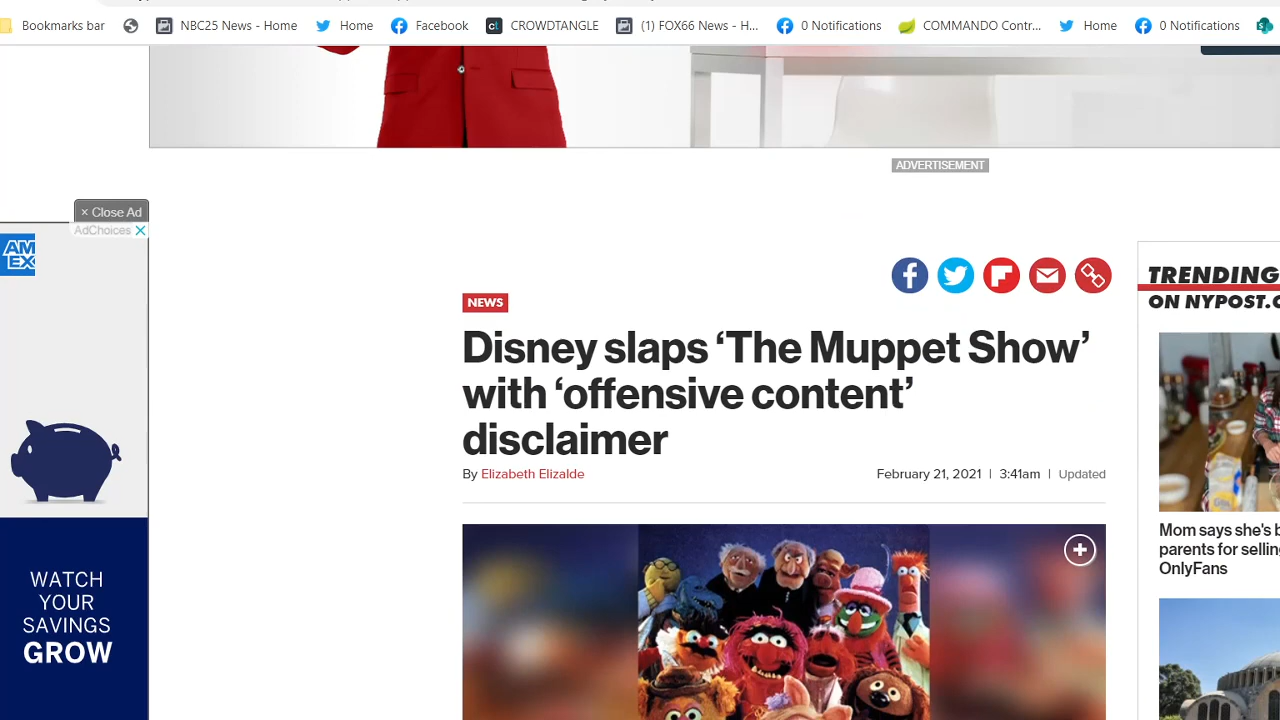 Bookmarks bar
NBC25 News - Home
Home
Facebook
CROWDTANGLE
(1) FOX66 News - H...
0 Notifications
COMMANDO Contr...
Home
0 Notifications
ADVERTISEMENT
× Close Ad
AdChoices
AM
EX
WATCH
YOUR
SAVINGS
GROW
NEWS
Disney slaps ‘The Muppet Show’
with ‘offensive content’
disclaimer
By Elizabeth Elizalde
February 21, 2021 | 3:41am | Updated
TRENDING
ON NYPOST.C
Mom says she's b
parents for selling
OnlyFans